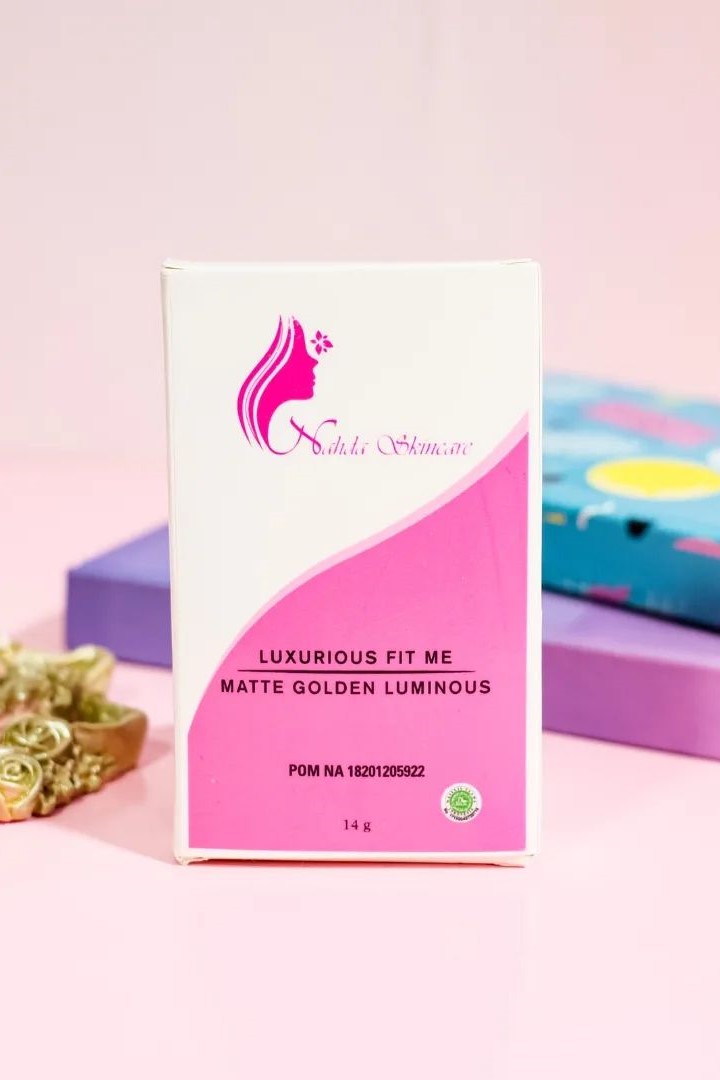 Nahda Skincare
LUXURIOUS FIT ME
MATTE GOLDEN LUMINOUS
POM NA 18201205922
14 g